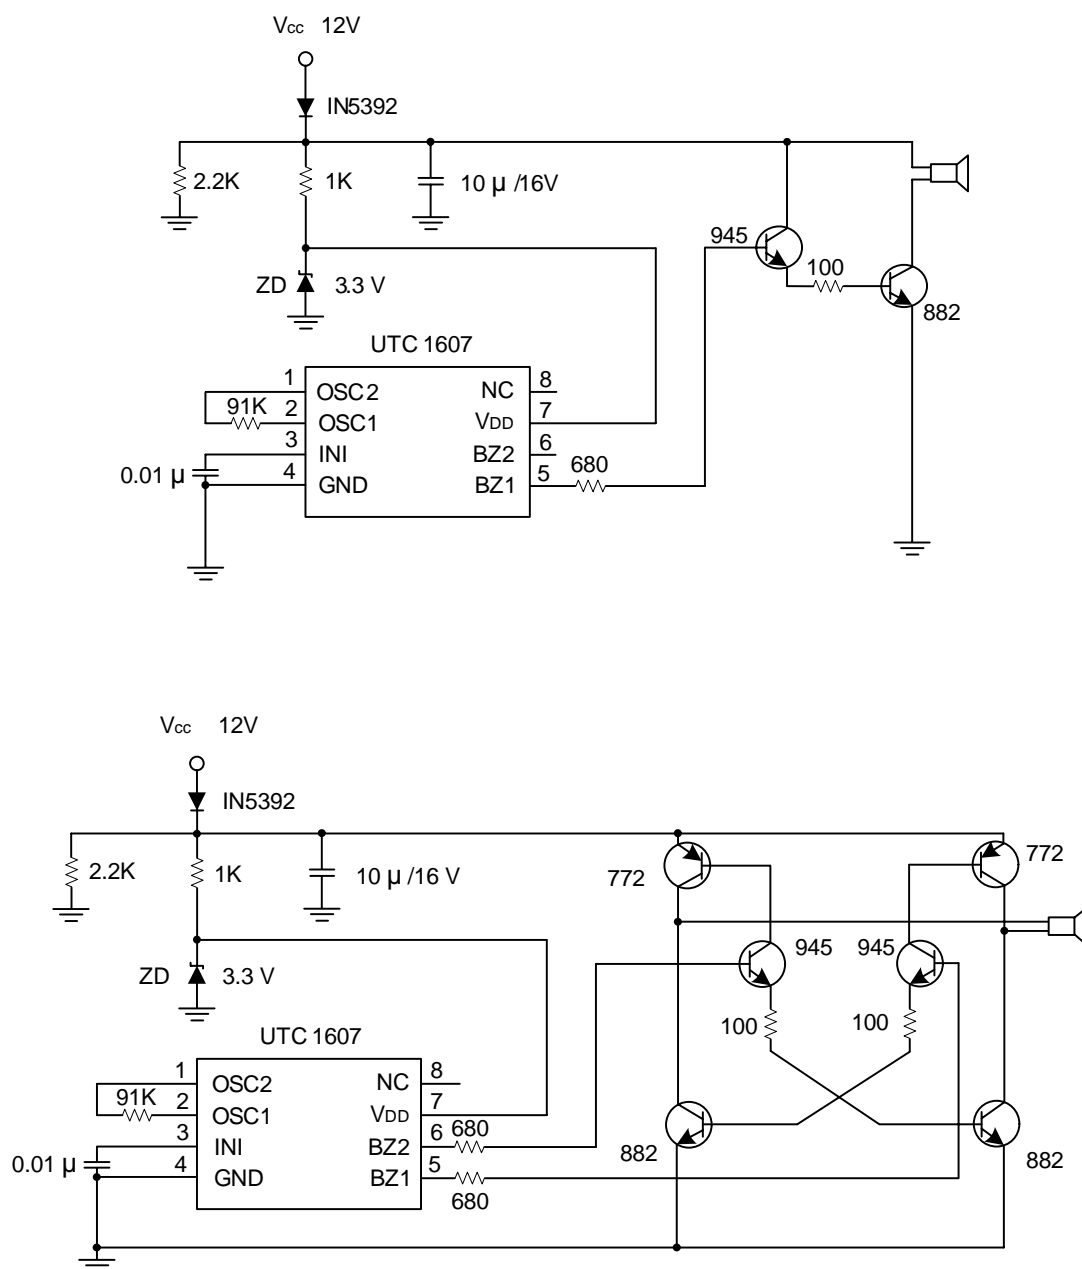 Vcc 12V
IN5392
2.2K
1K
10 μ /16V
945
100
882
ZD
3.3 V
UTC 1607
1
OSC2
NC
8
91K
2
OSC1
VDD
7
3
INI
BZ2
6
0.01 μ
4
GND
BZ1
5
680
Vcc 12V
IN5392
2.2K
1K
10 μ /16 V
772
772
945
945
ZD
3.3 V
100
100
UTC 1607
1
OSC2
NC
8
91K
2
OSC1
VDD
7
3
INI
BZ2
6
680
0.01 μ
4
GND
BZ1
5
680
882
882